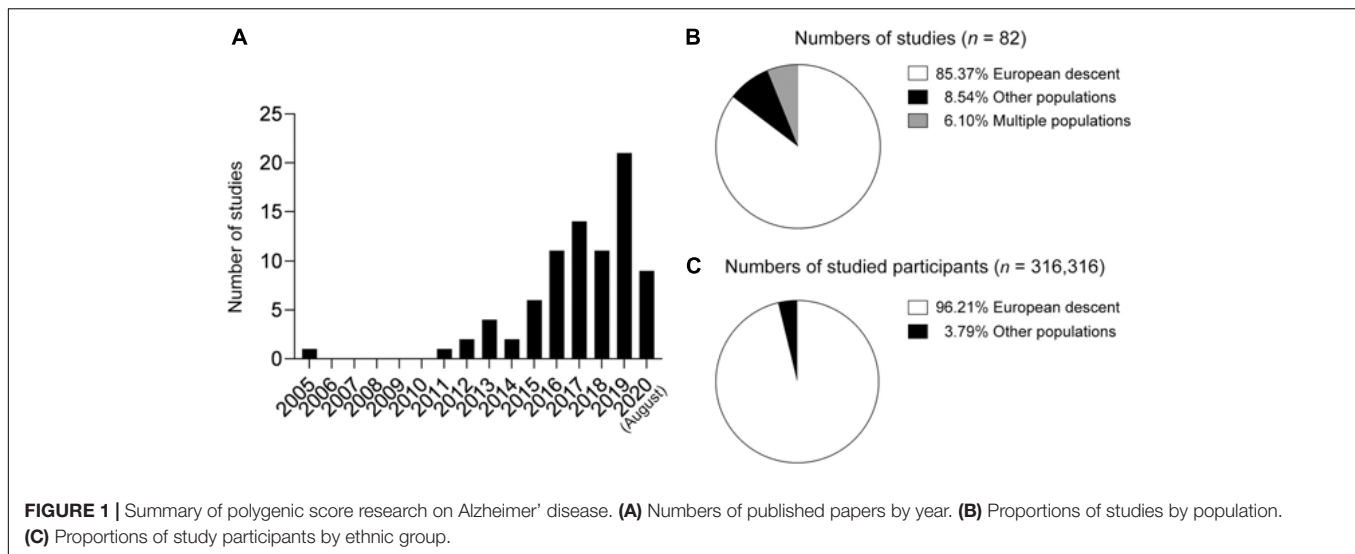 A
Number of studies
25
20
15
10
5
0
2005
2006
2007
2008
2009
2010
2011
2012
2013
2014
2015
2016
2017
2018
2019
2020
(August)
B
Numbers of studies (n = 82)
85.37% European descent
8.54% Other populations
6.10% Multiple populations
C
Numbers of studied participants (n = 316,316)
96.21% European descent
3.79% Other populations
FIGURE 1 | Summary of polygenic score research on Alzheimer' disease. (A) Numbers of published papers by year. (B) Proportions of studies by population.
(C) Proportions of study participants by ethnic group.